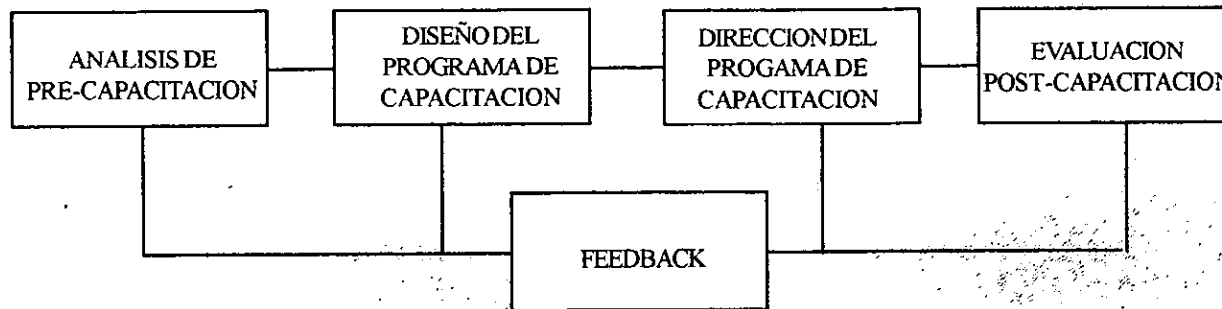 ANALISIS DE
PRE-CAPACITACION
DISEÑO DEL
PROGRAMA DE
CAPACITACION
DIRECCION DEL
PROGAMA DE
CAPACITACION
EVALUACION
POST-CAPACITACION
FEEDBACK